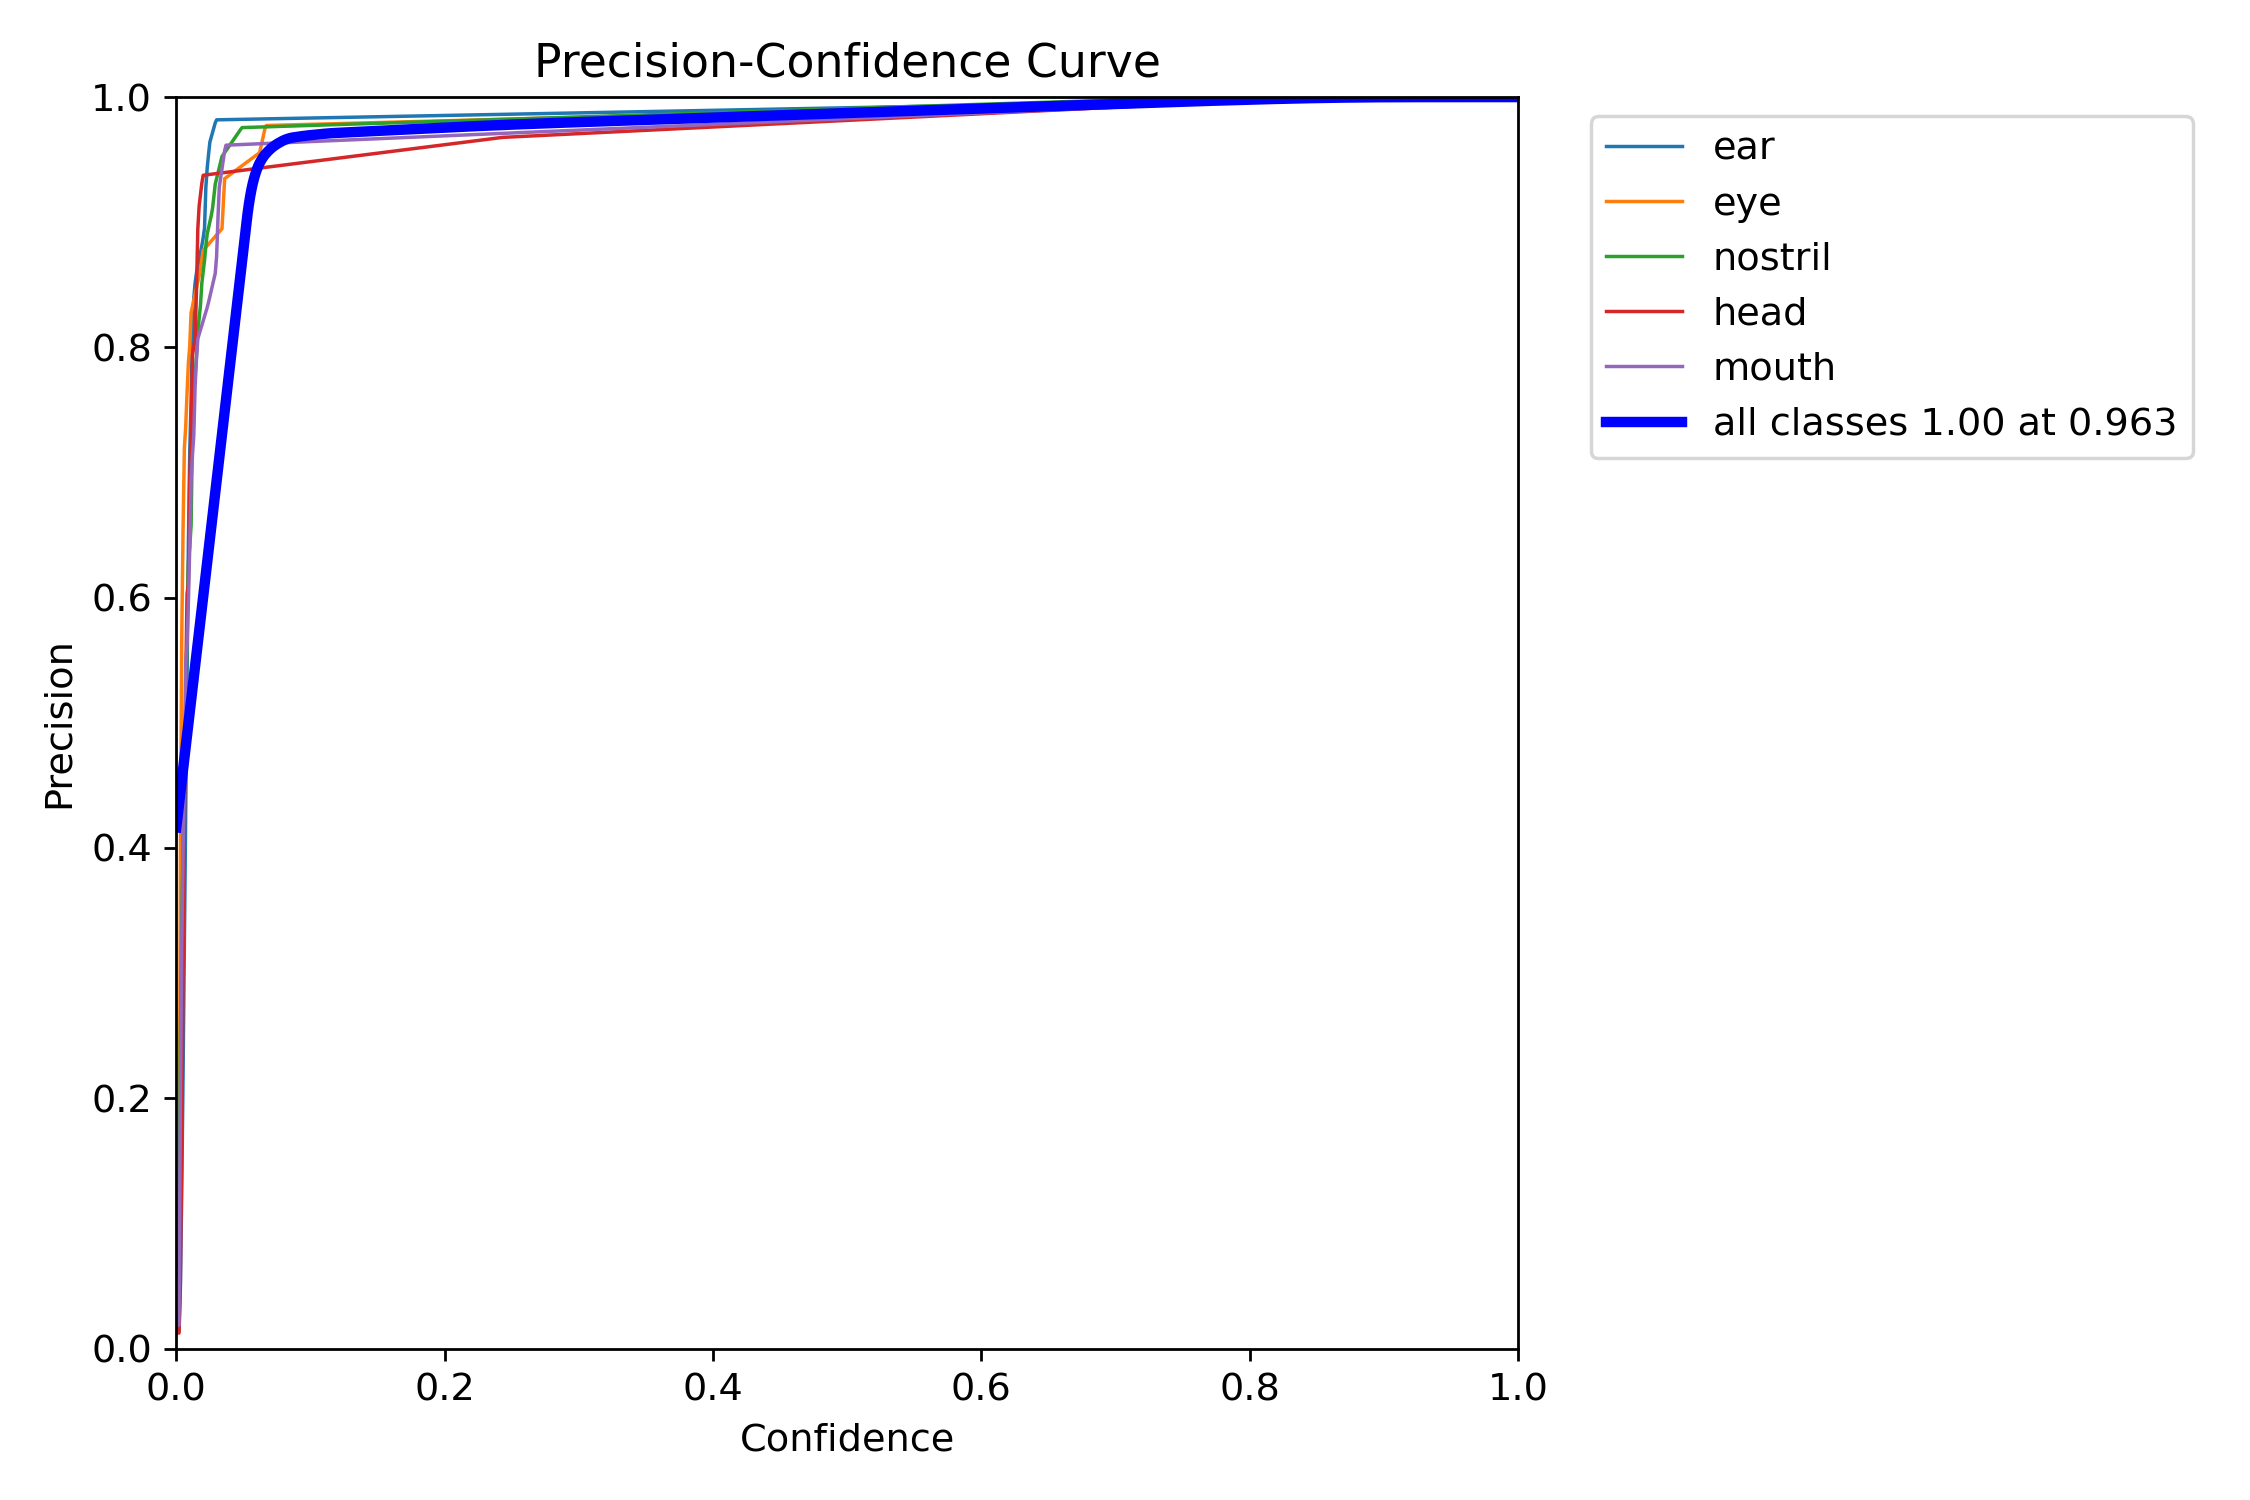 Precision-Confidence Curve
1.0
0.8
0.6
0.4
0.2
0.0
Precision
0.0 0.2 0.4 0.6 0.8 1.0
Confidence
ear
eye
nostril
head
mouth
all classes 1.00 at 0.963